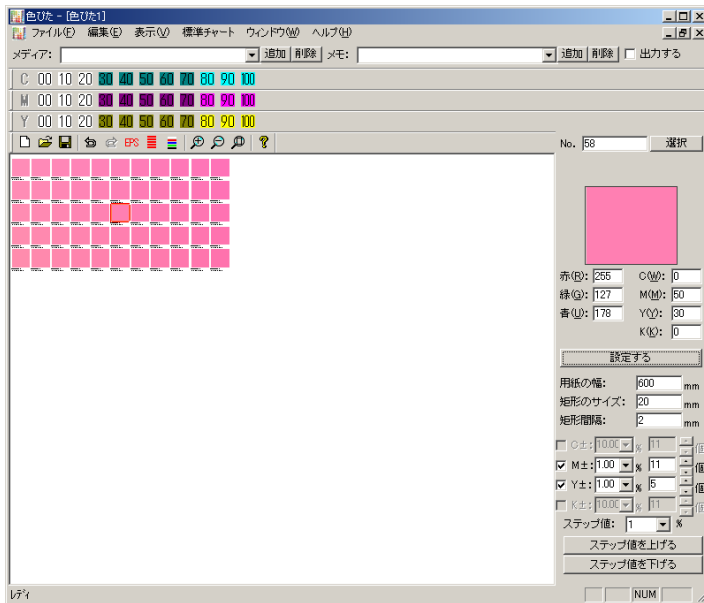 色ぴた - [色ぴた1]
ファイル(F) 編集(E) 表示(V) 標準チャート ウィンドウ(W) ヘルプ(H)
メディア: 追加 削除 メモ: 追加 削除 出力する
C 00 10 20 30 40 50 60 70 80 90 100
M 00 10 20 30 40 50 60 70 80 90 100
Y 00 10 20 30 40 50 60 70 80 90 100
EPS
No. 58 選択
赤(R): 255 C(W): 0
緑(G): 127 M(M): 50
青(U): 178 Y(Y): 30
K(K): 0
設定する
用紙の幅: 600 mm
矩形のサイズ: 20 mm
矩形間隔: 2 mm
C±: 10.00 % 11 個
M±: 1.00 % 11 個
Y±: 1.00 % 5 個
K±: 10.00 % 11 個
ステップ値: 1 %
ステップ値を上げる
ステップ値を下げる
レディ NUM